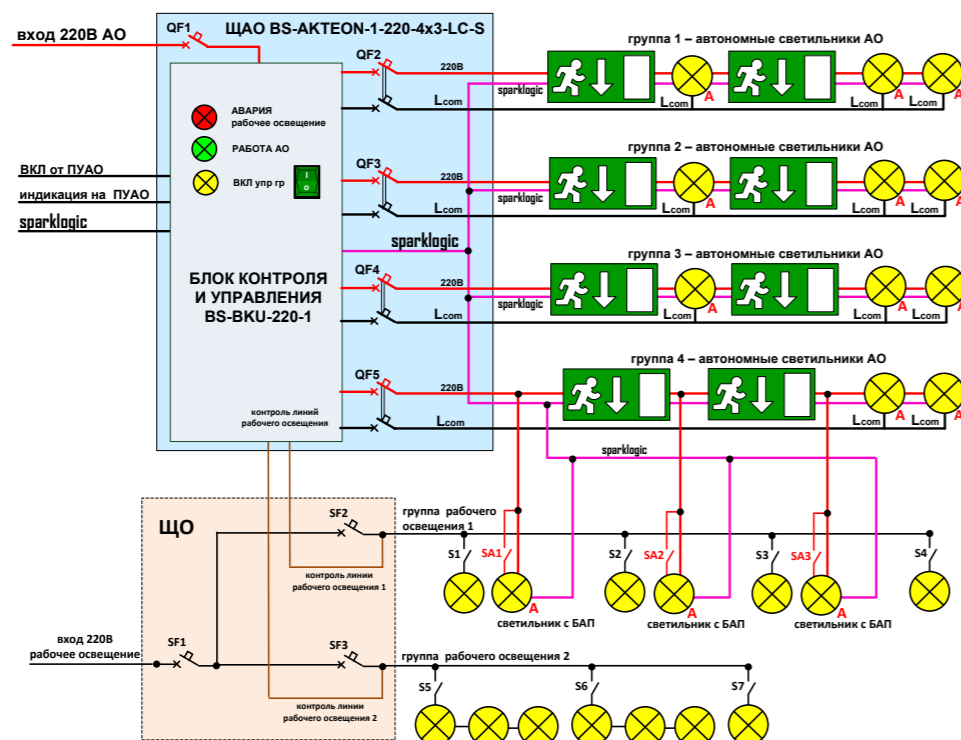 вход 220В АО
QF1
ЩАО BS-AKTEON-1-220-4x3-LC-S
АВАРИЯ
рабочее освещение
РАБОТА АО
ВКЛ упр гр
I
O
ВКЛ от ПУАО
индикация на ПУАО
sparklogic
БЛОК КОНТРОЛЯ
И УПРАВЛЕНИЯ
BS-BKU-220-1
контроль линий
рабочего освещения
sparklogic
QF2
220В
Lcom
группа 1 – автономные светильники АО
sparklogic
Lcom
A
Lcom
A
Lcom
A
QF3
220В
Lcom
группа 2 – автономные светильники АО
sparklogic
Lcom
A
Lcom
A
Lcom
A
QF4
220В
Lcom
группа 3 – автономные светильники АО
sparklogic
Lcom
A
Lcom
A
Lcom
A
QF5
220В
Lcom
группа 4 – автономные светильники АО
Lcom
A
Lcom
A
sparklogic
ЩО
SF2
группа рабочего
освещения 1
контроль линии
рабочего освещения 1
S1
SA1
S2
SA2
S3
SA3
S4
A
A
A
светильник с БАП
светильник с БАП
светильник с БАП
вход 220В
рабочее освещение
SF1
SF3
группа рабочего освещения 2
контроль линии
рабочего освещения 2
S5
S6
S7